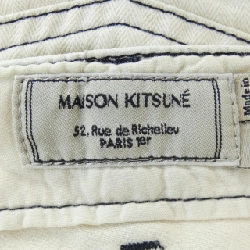 MAISON KITSUNÉ
52, Rue de Richelieu
PARIS 1er
Made in